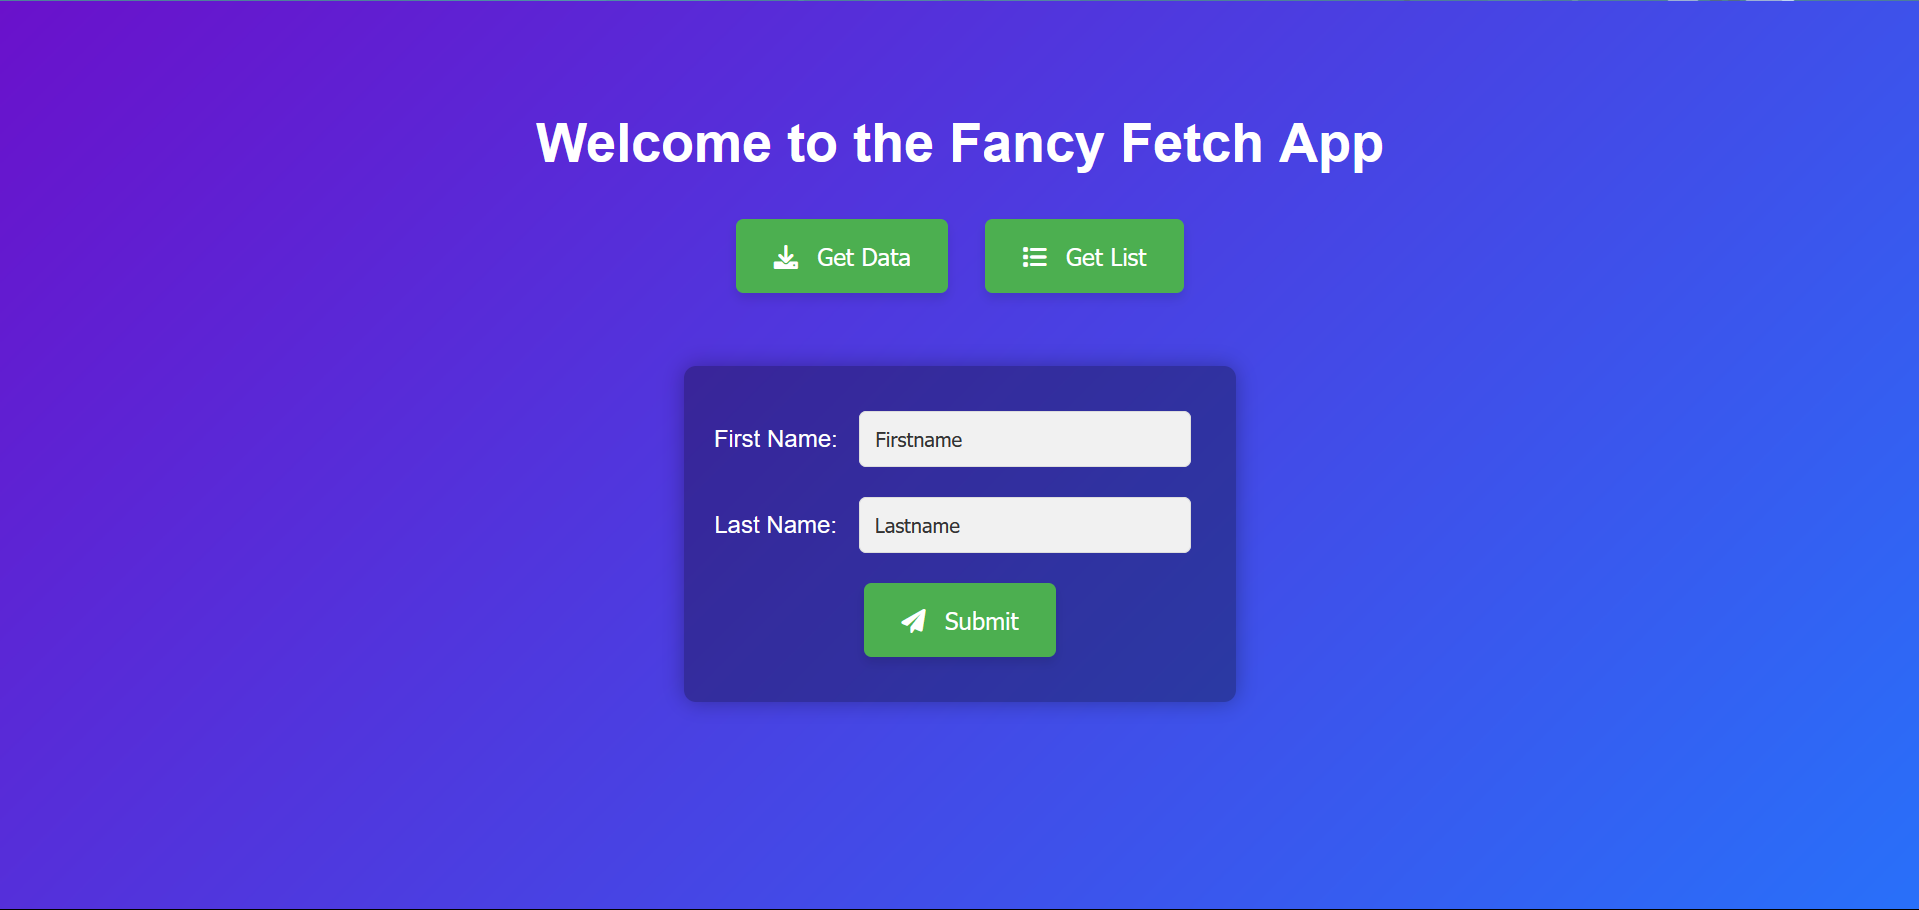 Welcome to the Fancy Fetch App
Get Data
Get List
First Name:
Firstname
Last Name:
Lastname
Submit